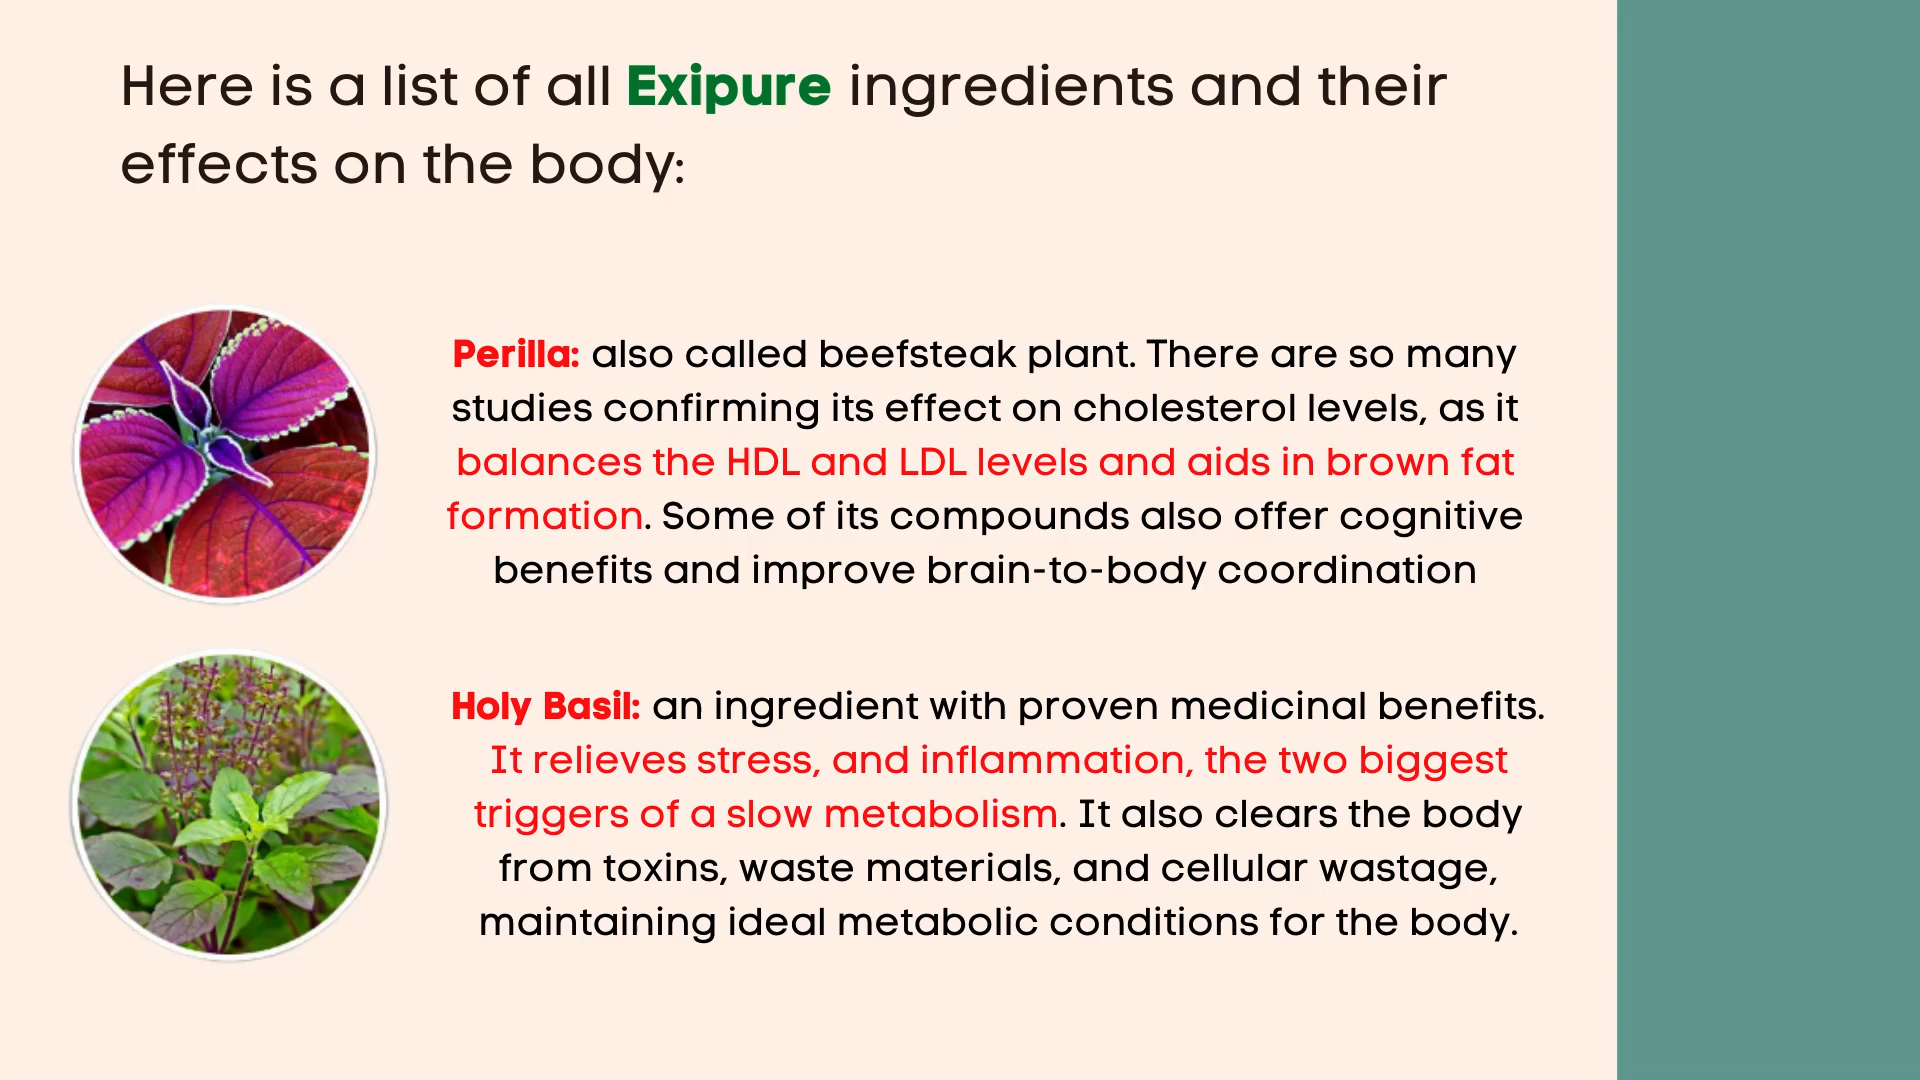 Here is a list of all Exipure ingredients and their
effects on the body:
Perilla: also called beefsteak plant. There are so many
studies confirming its effect on cholesterol levels, as it
balances the HDL and LDL levels and aids in brown fat
formation. Some of its compounds also offer cognitive
benefits and improve brain-to-body coordination
Holy Basil: an ingredient with proven medicinal benefits.
It relieves stress, and inflammation, the two biggest
triggers of a slow metabolism. It also clears the body
from toxins, waste materials, and cellular wastage,
maintaining ideal metabolic conditions for the body.